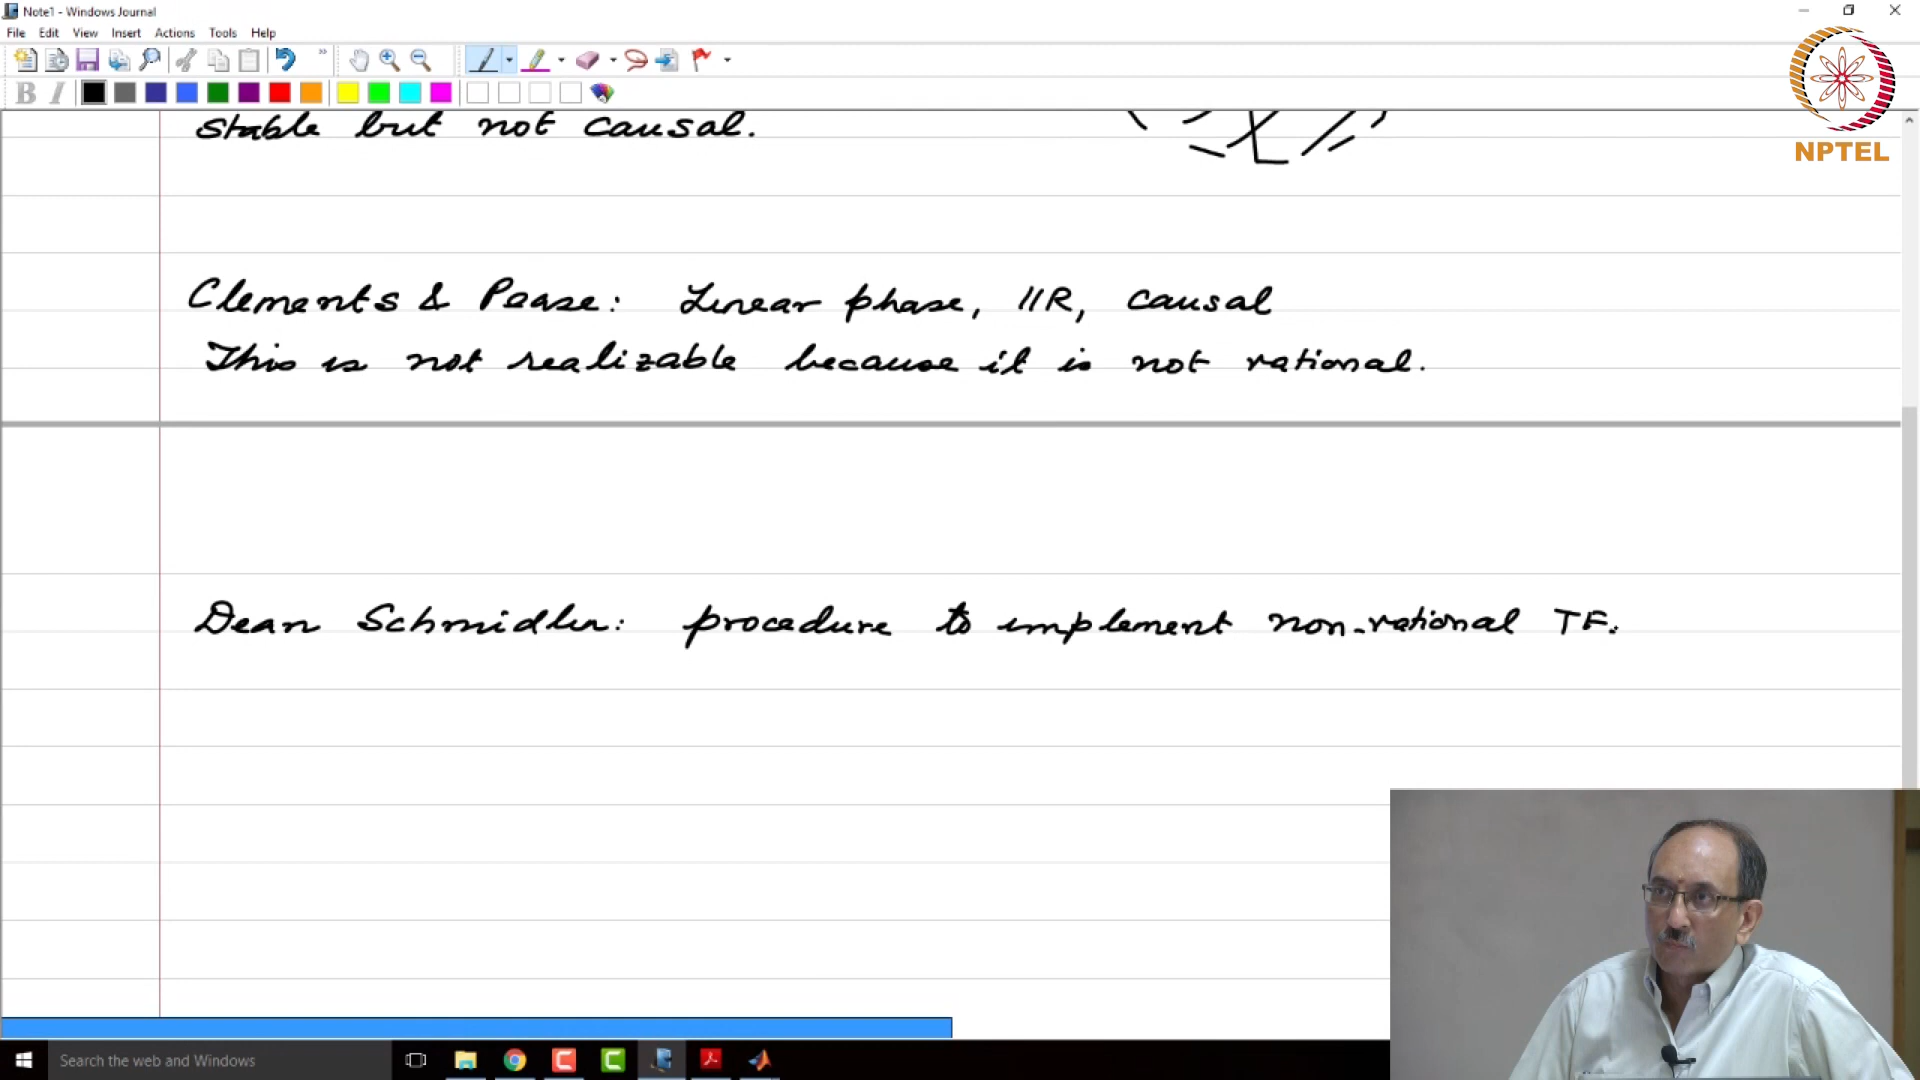 Note1 - Windows Journal
File Edit View Insert Actions Tools Help
B I
NPTEL
stable but not causal.
Clements & Pease: Linear phase, IIR, causal
This is not realizable because it is not rational.
Dean Schmidler: procedure to implement non-rational TF.
Search the web and Windows